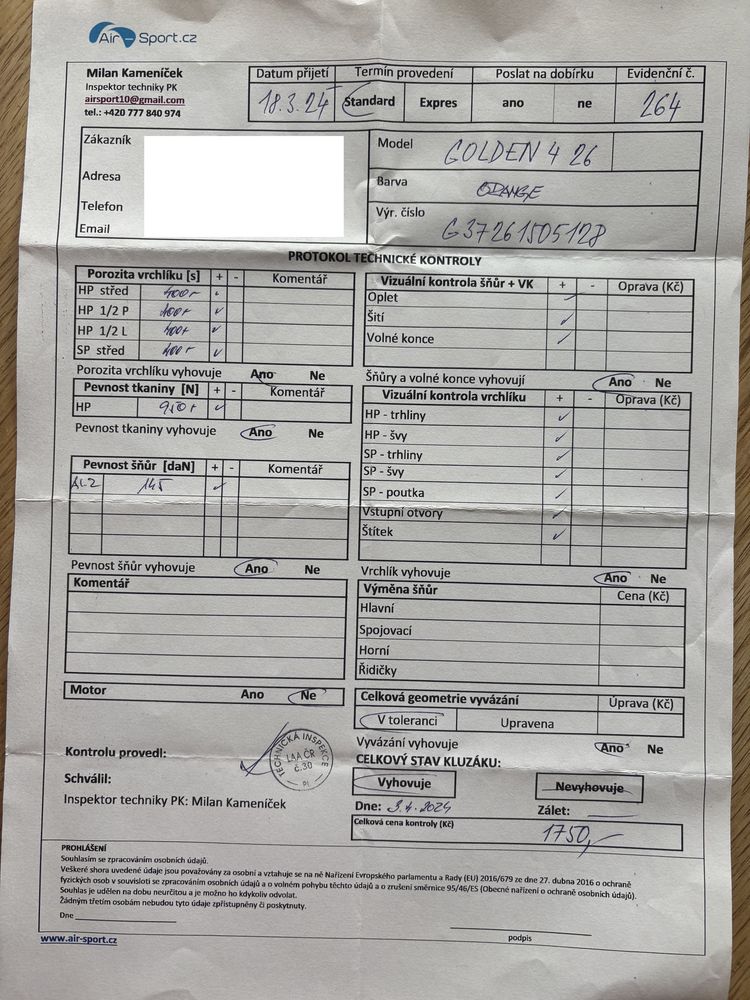 Air-Sport.cz
Milan Kameníček
Inspektor techniky PK
airsport10@gmail.com
tel.: +420 777 840 974
Datum přijetí Termín provedení Poslat na dobírku Evidenční č.
18.3.24 Standard Expres ano ne 264
Zákazník
Adresa
Telefon
Email
Model GOLDEN 4 26
Barva ORANGE
Výr. číslo G37261505128
PROTOKOL TECHNICKÉ KONTROLY
Porozita vrchlíku [s] + - Komentář
HP střed 400+ ✓
HP 1/2 P 400+ ✓
HP 1/2 L 400+ ✓
SP střed 400+ ✓
Porozita vrchlíku vyhovuje Ano Ne
Pevnost tkaniny [N] + - Komentář
HP ✓
Pevnost tkaniny vyhovuje Ano Ne
Pevnost šňůr [daN] + - Komentář
AL2 145 ✓
Pevnost šňůr vyhovuje Ano Ne
Komentář
Motor Ano Ne
Vizuální kontrola šňůr + VK + - Oprava (Kč)
Oplet ✓
Šití ✓
Volné konce ✓
Šňůry a volné konce vyhovují Ano Ne
Vizuální kontrola vrchlíku + - Oprava (Kč)
HP - trhliny ✓
HP - švy ✓
SP - trhliny ✓
SP - švy ✓
SP - poutka ✓
Vstupní otvory ✓
Štítek ✓
Vrchlík vyhovuje Ano Ne
Výměna šňůr Cena (Kč)
Hlavní
Spojovací
Horní
Řidičky
Celková geometrie vyvázání Úprava (Kč)
V toleranci Upravena
Vyvázání vyhovuje Ano Ne
CELKOVÝ STAV KLUZÁKU:
Vyhovuje Nevyhovuje
Dne: 3.4.2024 Zálet:
Celková cena kontroly (Kč) 1750,-
Kontrolu provedl:
TECHNICKÁ INSPEKCE
LAA ČR
č.30
PL
Schválil:
Inspektor techniky PK: Milan Kameníček
PROHLÁŠENÍ
Souhlasím se zpracováním osobních údajů.
Veškeré shora uvedené údaje jsou považovány za osobní a vztahuje se na ně Nařízení Evropského parlamentu a Rady (EU) 2016/679 ze dne 27. dubna 2016 o ochraně
fyzických osob v souvislosti se zpracováním osobních údajů a o volném pohybu těchto údajů a o zrušení směrnice 95/46/ES (Obecné nařízení o ochraně osobních údajů).
Souhlas je udělen na dobu neurčitou a je možno ho kdykoliv odvolat.
Žádným třetím osobám nebudou tyto údaje zpřístupněny či poskytnuty.
Dne
podpis
www.air-sport.cz